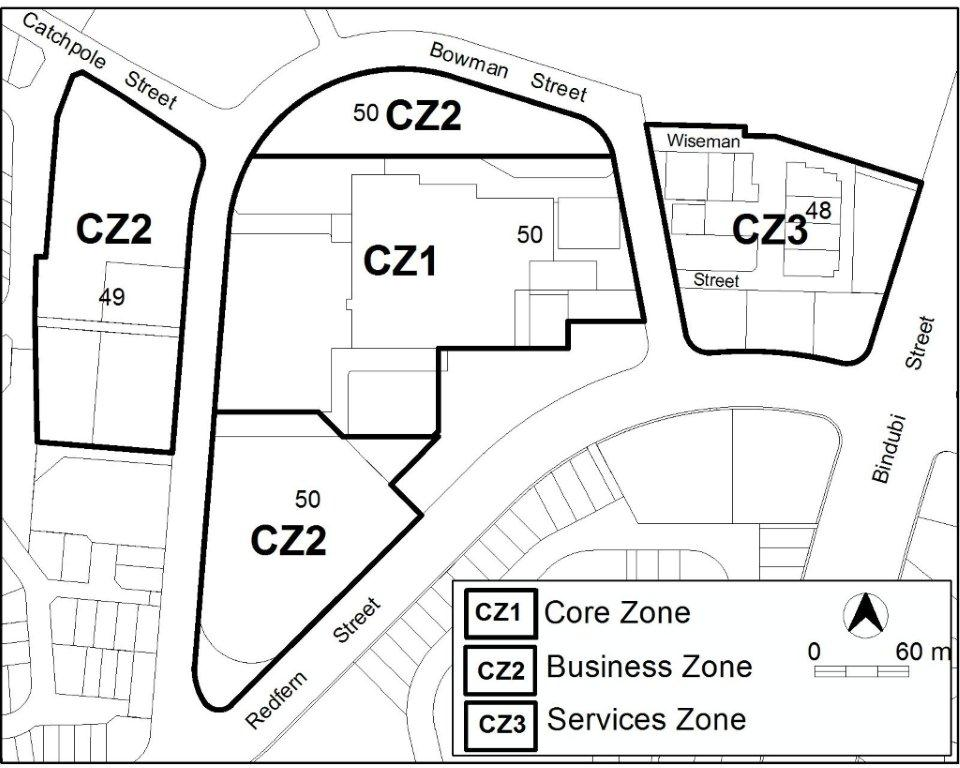 Catchpole Street
Bowman Street
50 CZ2
Wiseman
CZ2
CZ3
48
CZ1
50
Street
49
Street
Bindubi
50
CZ2
Redfern Street
CZ1 Core Zone
CZ2 Business Zone
CZ3 Services Zone
0 60 m